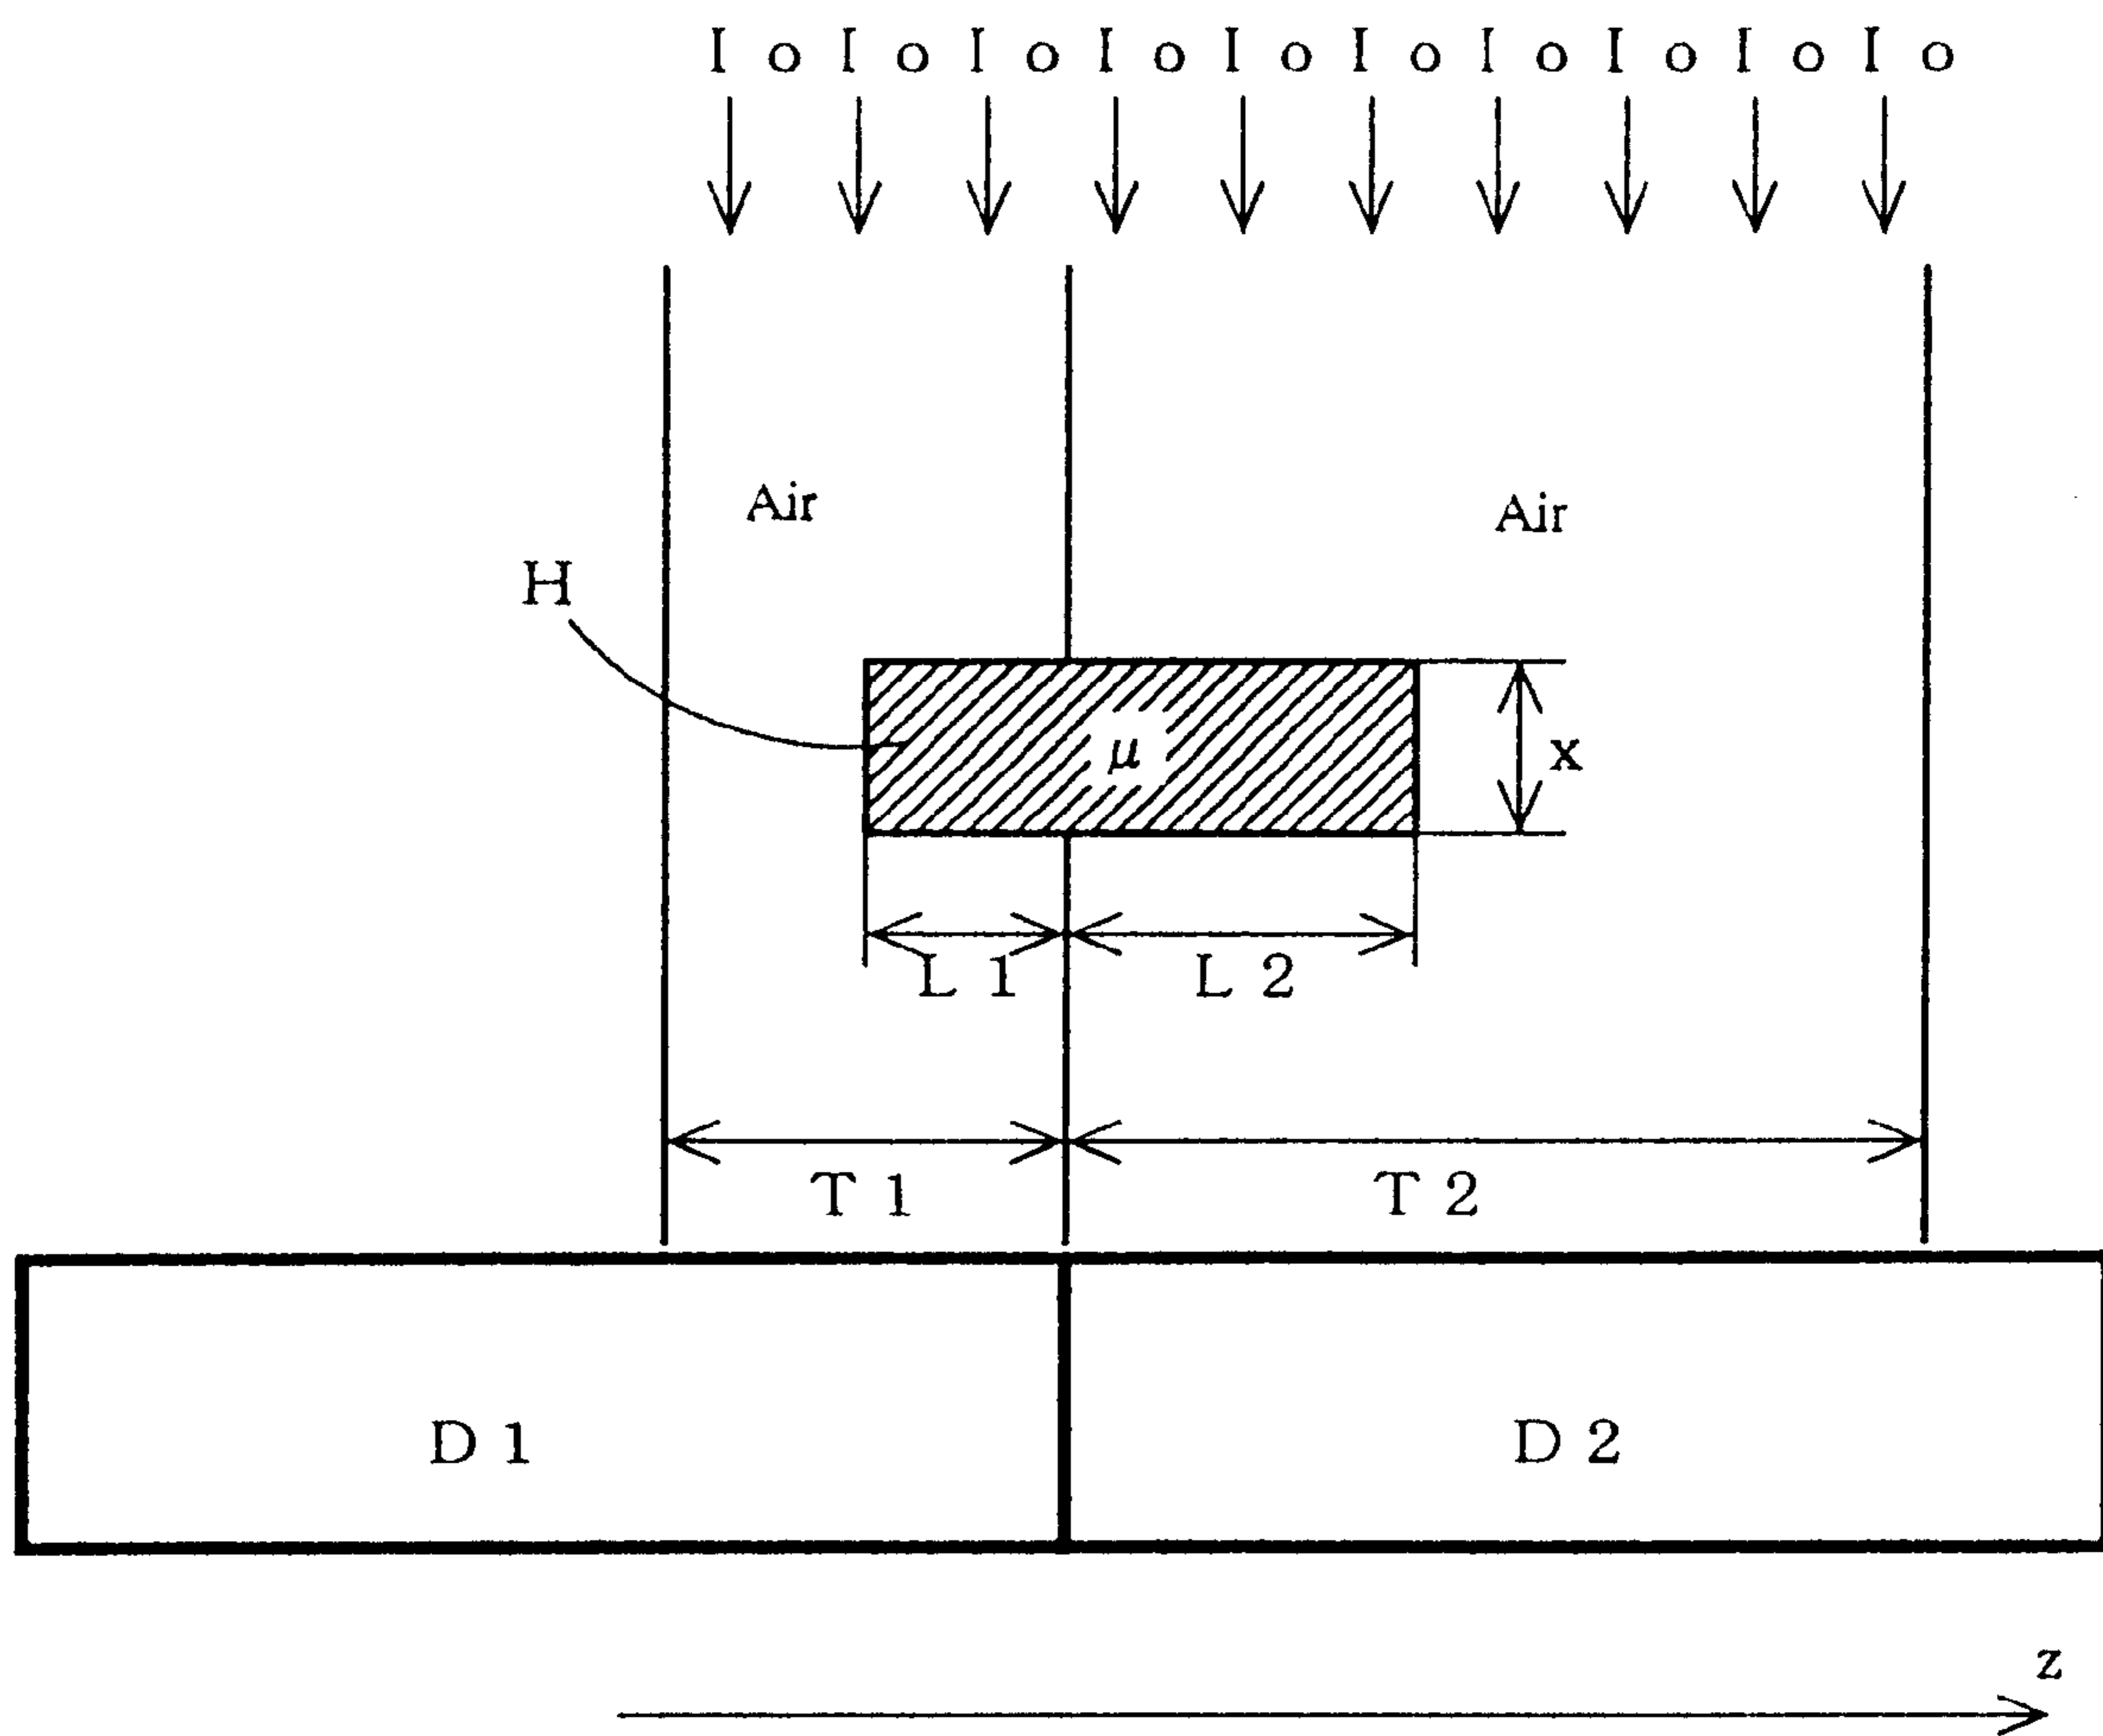 I o I o I o I o I o I o I o I o I o I o
Air
Air
H
μ
x
L 1
L 2
T 1
T 2
D 1
D 2
z